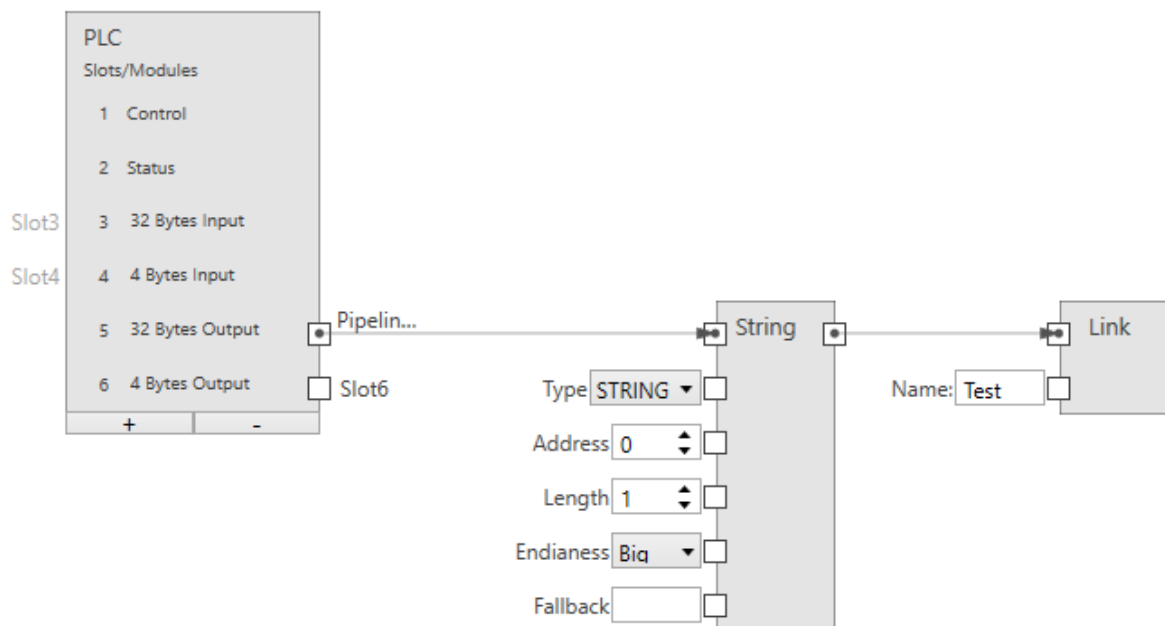 PLC
Slots/Modules
1 Control
2 Status
Slot3 3 32 Bytes Input
Slot4 4 4 Bytes Input
5 32 Bytes Output Pipelin... String Link
6 4 Bytes Output Slot6 Type STRING Name: Test
+ -
Address 0
Length 1
Endianess Big
Fallback